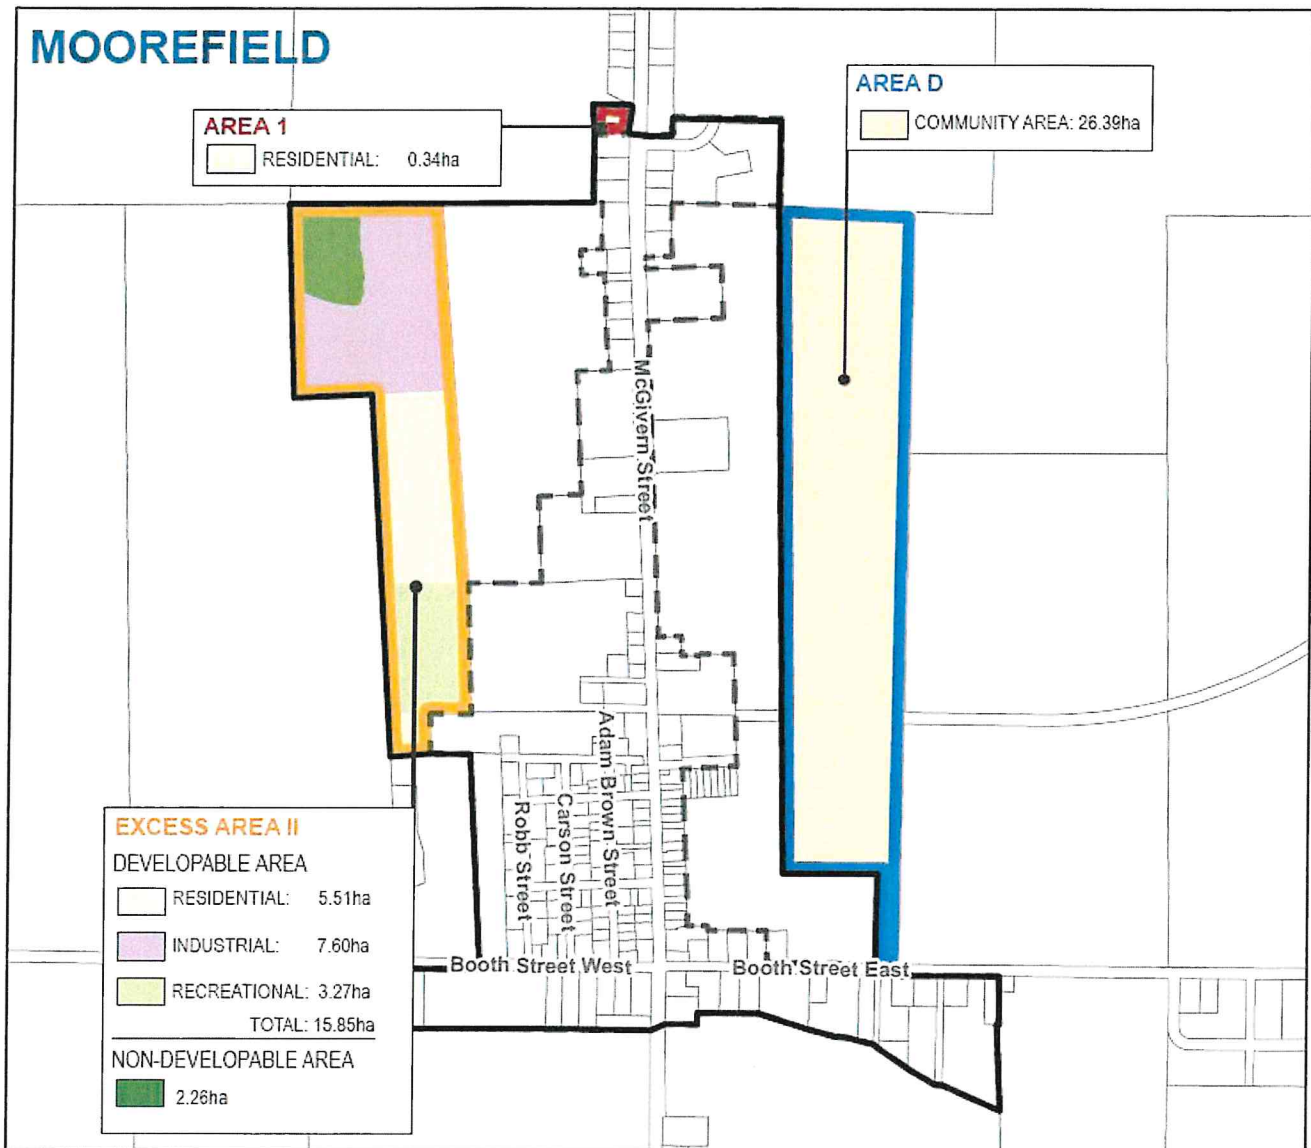 MOOREFIELD
AREA 1
RESIDENTIAL: 0.34ha
AREA D
COMMUNITY AREA: 26.39ha
McGivern Street
Adam Brown Street
Carson Street
Robb Street
Booth Street West
Booth Street East
EXCESS AREA II
DEVELOPABLE AREA
RESIDENTIAL: 5.51ha
INDUSTRIAL: 7.60ha
RECREATIONAL: 3.27ha
TOTAL: 15.85ha
NON-DEVELOPABLE AREA
2.26ha